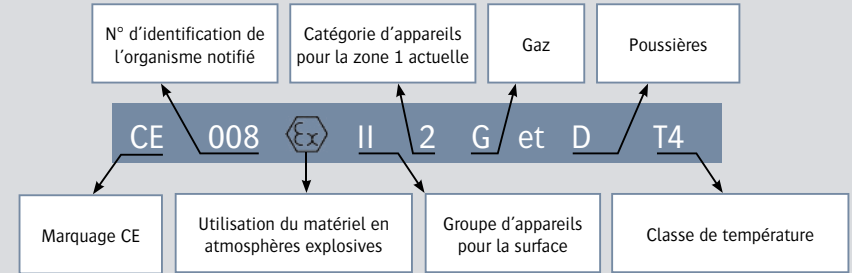 N° d'identification de
l'organisme notifié
Catégorie d'appareils
pour la zone 1 actuelle
Gaz
Poussières
CE 008 Ex II 2 G et D T4
Marquage CE
Utilisation du matériel en
atmosphères explosives
Groupe d'appareils
pour la surface
Classe de température